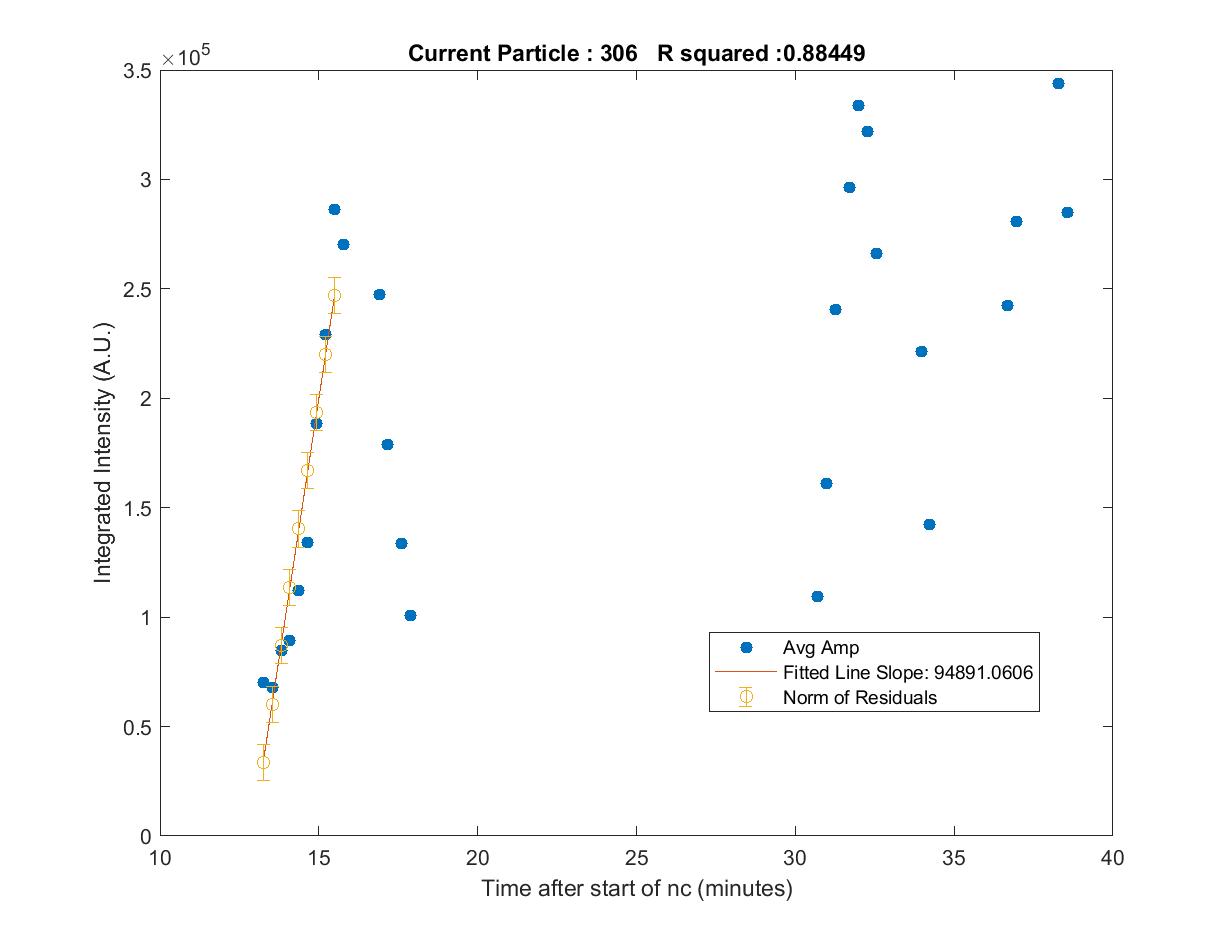 Current Particle : 306   R squared :0.88449
×10^5
3.5
3
2.5
2
1.5
1
0.5
0
Integrated Intensity (A.U.)
Avg Amp
Fitted Line Slope: 94891.0606
Norm of Residuals
10 15 20 25 30 35 40
Time after start of nc (minutes)